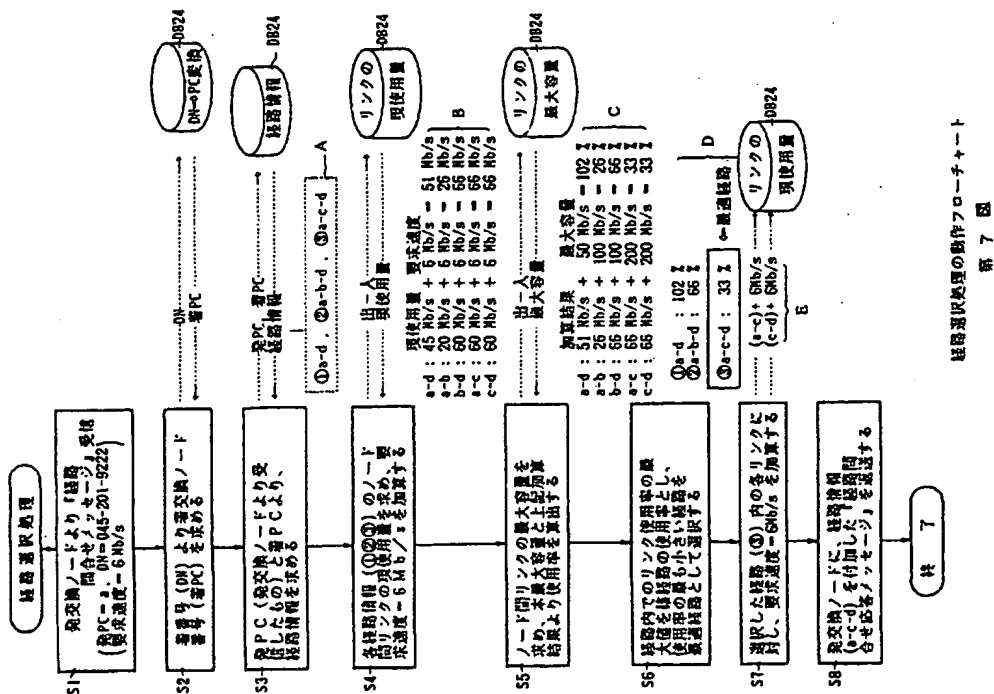 経路選択処理
S1
発交換ノードより『経路
問合せメッセージ』受信
(発PC=a, DN=045-201-9222
要求速度=6Mb/s)
S2
着番号(DN)より着交換ノード
番号(着PC)を求める
DN
着PC
DN⇒PC変換
DB24
S3
発PC(発交換ノードより受
信したもの)と着PCより、
経路情報を求める
発PC, 着PC
経路情報
経路情報
DB24
①a-d, ②a-b-d, ③a-c-d
A
S4
各経路情報(①②③)のノード
間リンクの現使用量を求め、要
求速度=6Mb/sを加算する
出-入
現使用量
リンクの
現使用量
DB24
現使用量 要求速度
a-d : 45 Mb/s + 6 Mb/s = 51 Mb/s
a-b : 20 Mb/s + 6 Mb/s = 26 Mb/s
b-d : 60 Mb/s + 6 Mb/s = 66 Mb/s
a-c : 60 Mb/s + 6 Mb/s = 66 Mb/s
c-d : 60 Mb/s + 6 Mb/s = 66 Mb/s
B
S5
ノード間リンクの最大容量を
求め、本最大容量と上記加算
結果より使用率を算出する
出-入
最大容量
リンクの
最大容量
DB24
加算結果 最大容量
a-d : 51 Mb/s ÷ 50 Mb/s = 102 %
a-b : 26 Mb/s ÷ 100 Mb/s = 26 %
b-d : 66 Mb/s ÷ 100 Mb/s = 66 %
a-c : 66 Mb/s ÷ 200 Mb/s = 33 %
c-d : 66 Mb/s ÷ 200 Mb/s = 33 %
C
S6
経路内でのリンク使用率の最
大値を該経路の使用率とし、
使用率の最も小さい経路を
最適経路として選択する
①a-d : 102 %
②a-b-d : 66 %
③a-c-d : 33 %
⇐最適経路
D
S7
選択した経路(③)内の各リンクに
対し、要求速度=6Mb/sを加算する
(a-c)+ 6Mb/s
(c-d)+ 6Mb/s
E
リンクの
現使用量
DB24
S8
発交換ノードに、経路情報
(a-c-d)を付加した『経路問
合せ応答メッセージ』を返送する
終 了
経路選択処理の動作フローチャート
第 7 図